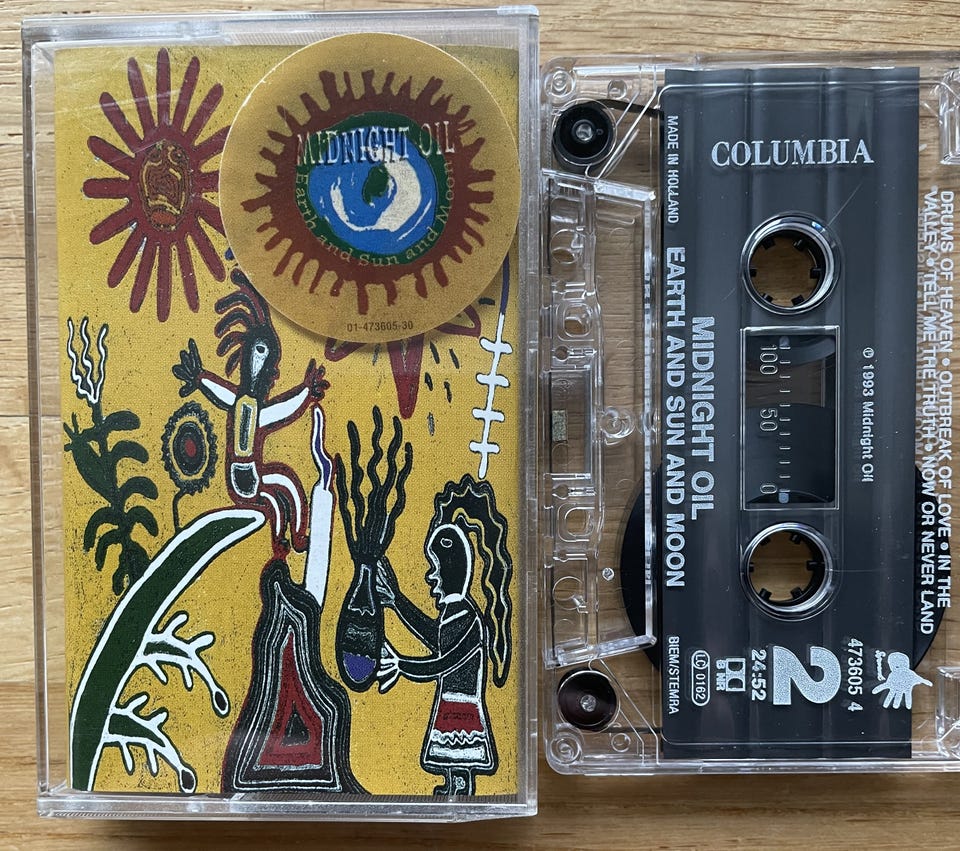 MIDNIGHT OIL
Earth and Sun and Moon
01-473605-30
COLUMBIA
MADE IN HOLLAND
MIDNIGHT OIL
EARTH AND SUN AND MOON
100 50 0
℗ 1993 Midnight Oil
DRUMS OF HEAVEN • OUTBREAK OF LOVE • IN THE
VALLEY • TELL ME THE TRUTH • NOW OR NEVER LAND
BIEM/STEMRA
LC 0162
B NR
24:52
2
473605 4